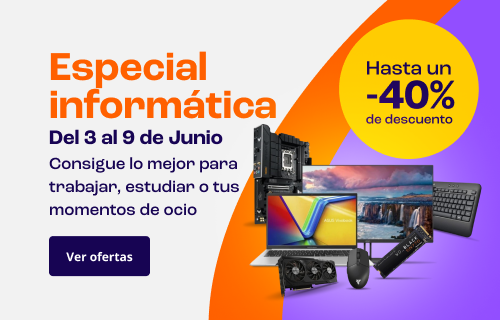 Especial
informática
Del 3 al 9 de Junio
Consigue lo mejor para
trabajar, estudiar o tus
momentos de ocio
Ver ofertas
Hasta un
-40%
de descuento